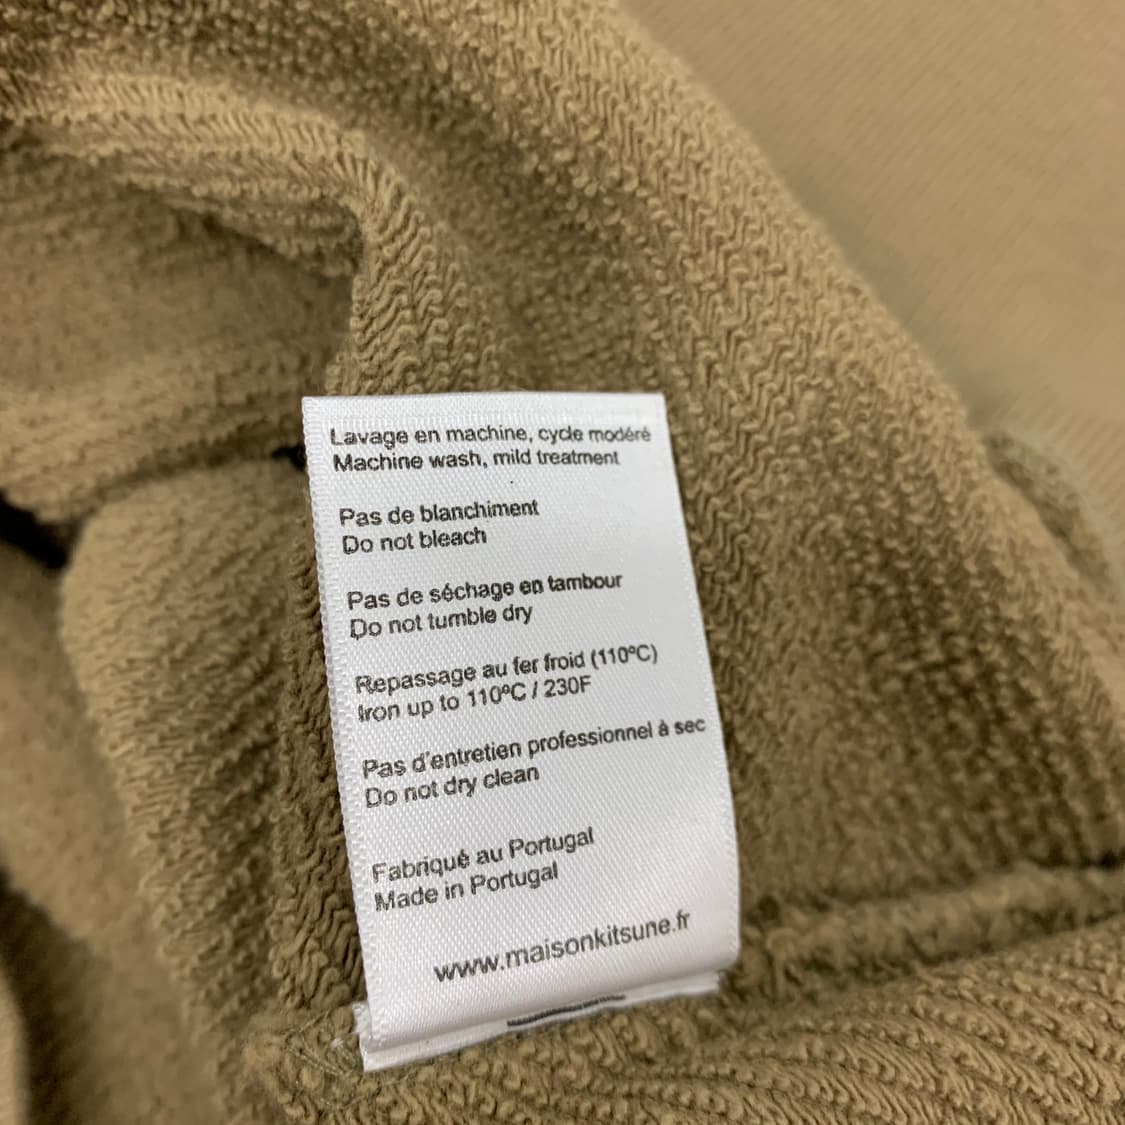 Lavage en machine, cycle modéré
Machine wash, mild treatment
Pas de blanchiment
Do not bleach
Pas de séchage en tambour
Do not tumble dry
Repassage au fer froid (110ºC)
Iron up to 110ºC / 230F
Pas d'entretien professionnel à sec
Do not dry clean
Fabriqué au Portugal
Made in Portugal
www.maisonkitsune.fr